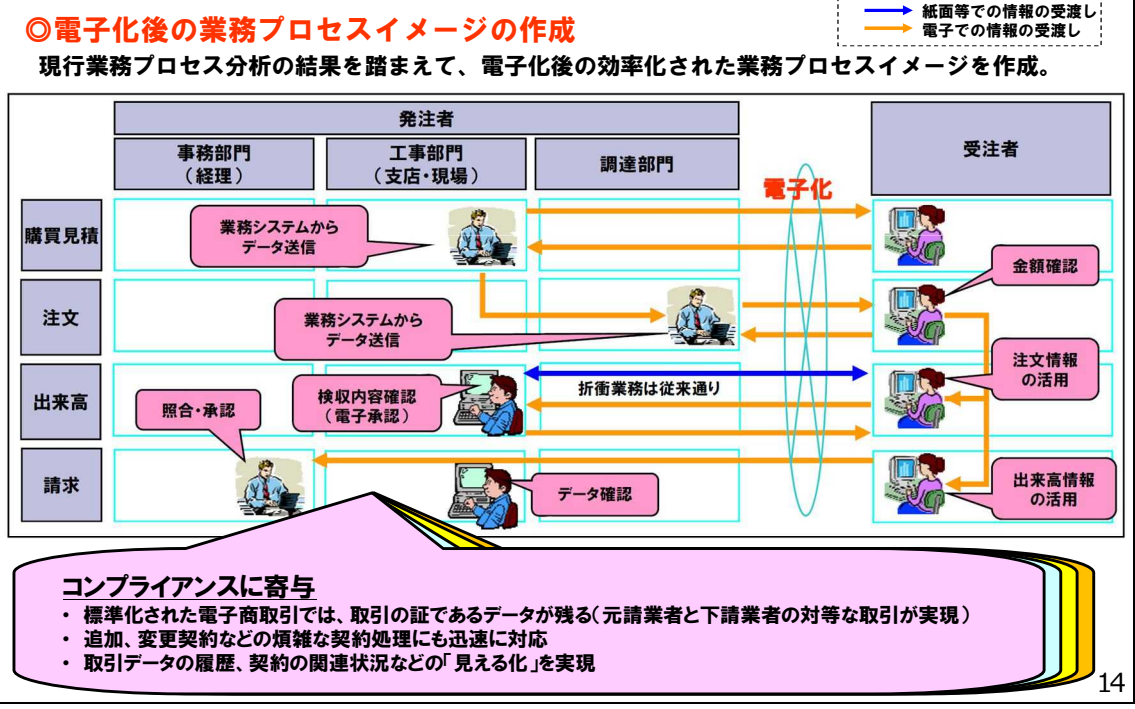 紙面等での情報の受渡し
電子での情報の受渡し
◎電子化後の業務プロセスイメージの作成
現行業務プロセス分析の結果を踏まえて、電子化後の効率化された業務プロセスイメージを作成。
発注者
受注者
事務部門
（経理）
工事部門
（支店・現場）
調達部門
電子化
購買見積
業務システムから
データ送信
金額確認
注文
業務システムから
データ送信
注文情報
の活用
出来高
検収内容確認
（電子承認）
折衝業務は従来通り
照合・承認
請求
データ確認
出来高情報
の活用
コンプライアンスに寄与
・ 標準化された電子商取引では、取引の証であるデータが残る（元請業者と下請業者の対等な取引が実現）
・ 追加、変更契約などの煩雑な契約処理にも迅速に対応
・ 取引データの履歴、契約の関連状況などの「見える化」を実現
14